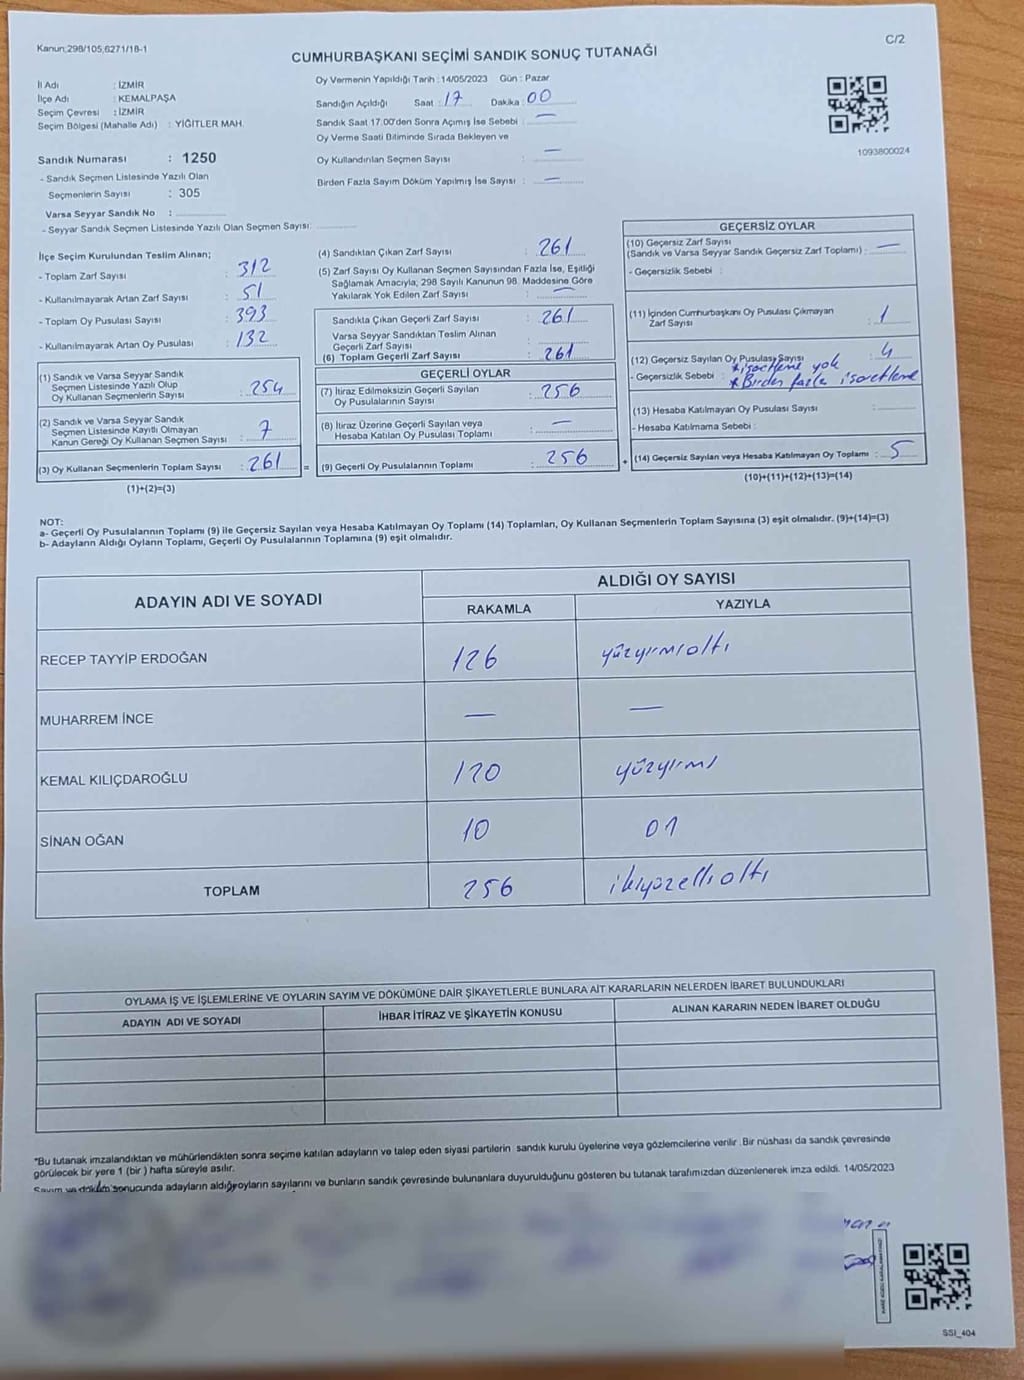 Kanun;298/105,6271/18-1
C/2
CUMHURBAŞKANI SEÇİMİ SANDIK SONUÇ TUTANAĞI
İl Adı : İZMİR
İlçe Adı : KEMALPAŞA
Seçim Çevresi : İZMİR
Seçim Bölgesi (Mahalle Adı) : YİĞİTLER MAH.
Sandık Numarası : 1250
- Sandık Seçmen Listesinde Yazılı Olan
Seçmenlerin Sayısı : 305
Varsa Seyyar Sandık No :
- Seyyar Sandık Seçmen Listesinde Yazılı Olan Seçmen Sayısı:
Oy Vermenin Yapıldığı Tarih : 14/05/2023 Gün : Pazar
Sandığın Açıldığı Saat : 17 Dakika : 00
Sandık Saat 17.00'den Sonra Açımış İse Sebebi : —
Oy Verme Saati Bitiminde Sırada Bekleyen ve
Oy Kullandırılan Seçmen Sayısı : —
Birden Fazla Sayım Döküm Yapılmış İse Sayısı : —
1093800024
İlçe Seçim Kurulundan Teslim Alınan;
- Toplam Zarf Sayısı : 312
- Kullanılmayarak Artan Zarf Sayısı : 51
- Toplam Oy Pusulası Sayısı : 393
- Kullanılmayarak Artan Oy Pusulası : 132
(1) Sandık ve Varsa Seyyar Sandık
Seçmen Listesinde Yazılı Olup
Oy Kullanan Seçmenlerin Sayısı : 254
(2) Sandık ve Varsa Seyyar Sandık
Seçmen Listesinde Kayıtlı Olmayan
Kanun Gereği Oy Kullanan Seçmen Sayısı : 7
(3) Oy Kullanan Seçmenlerin Toplam Sayısı : 261 =
(1)+(2)=(3)
(4) Sandıktan Çıkan Zarf Sayısı : 261
(5) Zarf Sayısı Oy Kullanan Seçmen Sayısından Fazla İse, Eşitliği
Sağlamak Amacıyla; 298 Sayılı Kanunun 98. Maddesine Göre
Yakılarak Yok Edilen Zarf Sayısı : —
Sandıkta Çıkan Geçerli Zarf Sayısı : 261
Varsa Seyyar Sandıktan Teslim Alınan
Geçerli Zarf Sayısı :
(6) Toplam Geçerli Zarf Sayısı : 261
GEÇERLİ OYLAR
(7) İtiraz Edilmeksizin Geçerli Sayılan
Oy Pusulalarının Sayısı : 256
(8) İtiraz Üzerine Geçerli Sayılan veya
Hesaba Katılan Oy Pusulası Toplamı : —
(9) Geçerli Oy Pusulalarının Toplamı : 256 +
GEÇERSİZ OYLAR
(10) Geçersiz Zarf Sayısı
(Sandık ve Varsa Seyyar Sandık Geçersiz Zarf Toplamı) : —
- Geçersizlik Sebebi :
(11) İçinden Cumhurbaşkanı Oy Pusulası Çıkmayan
Zarf Sayısı : 1
(12) Geçersiz Sayılan Oy Pusulası Sayısı : 4
* işaretleme yok
- Geçersizlik Sebebi : * Birden fazla işaretleme
(13) Hesaba Katılmayan Oy Pusulası Sayısı :
- Hesaba Katılmama Sebebi :
(14) Geçersiz Sayılan veya Hesaba Katılmayan Oy Toplamı : 5
(10)+(11)+(12)+(13)=(14)
NOT:
a- Geçerli Oy Pusulalarının Toplamı (9) ile Geçersiz Sayılan veya Hesaba Katılmayan Oy Toplamı (14) Toplamları, Oy Kullanan Seçmenlerin Toplam Sayısına (3) eşit olmalıdır. (9)+(14)=(3)
b- Adayların Aldığı Oyların Toplamı, Geçerli Oy Pusulalarının Toplamına (9) eşit olmalıdır.
ADAYIN ADI VE SOYADI
ALDIĞI OY SAYISI
RAKAMLA YAZIYLA
RECEP TAYYİP ERDOĞAN 126 yüzyirmialtı
MUHARREM İNCE — —
KEMAL KILIÇDAROĞLU 120 yüzyirmi
SİNAN OĞAN 10 01
TOPLAM 256 ikiyüzellialtı
OYLAMA İŞ VE İŞLEMLERİNE VE OYLARIN SAYIM VE DÖKÜMÜNE DAİR ŞİKAYETLERLE BUNLARA AİT KARARLARIN NELERDEN İBARET BULUNDUKLARI
ADAYIN ADI VE SOYADI İHBAR İTİRAZ VE ŞİKAYETİN KONUSU ALINAN KARARIN NEDEN İBARET OLDUĞU
*Bu tutanak imzalandıktan ve mühürlendikten sonra seçime katılan adayların ve talep eden siyasi partilerin sandık kurulu üyelerine veya gözlemcilerine verilir .Bir nüshası da sandık çevresinde
görülecek bir yere 1 (bir ) hafta süreyle asılır.
Sayım ve döküm sonucunda adayların aldığı oyların sayılarını ve bunların sandık çevresinde bulunanlara duyurulduğunu gösteren bu tutanak tarafımızdan düzenlenerek imza edildi. 14/05/2023
SSI_404